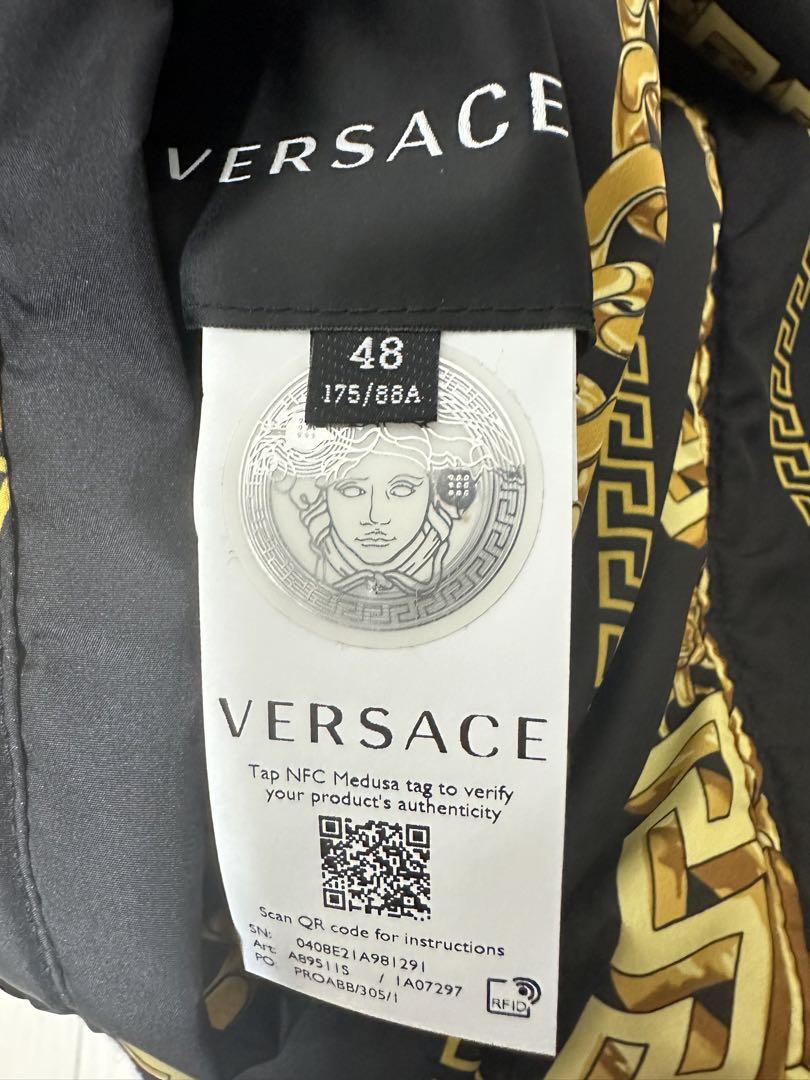 VERSACE
48
175/88A
VERSACE
Tap NFC Medusa tag to verify
your product's authenticity
Scan QR code for instructions
SN: 0408E21A981291
Art: A89511S / 1A07297
PO: PROABB/305/1
RFID